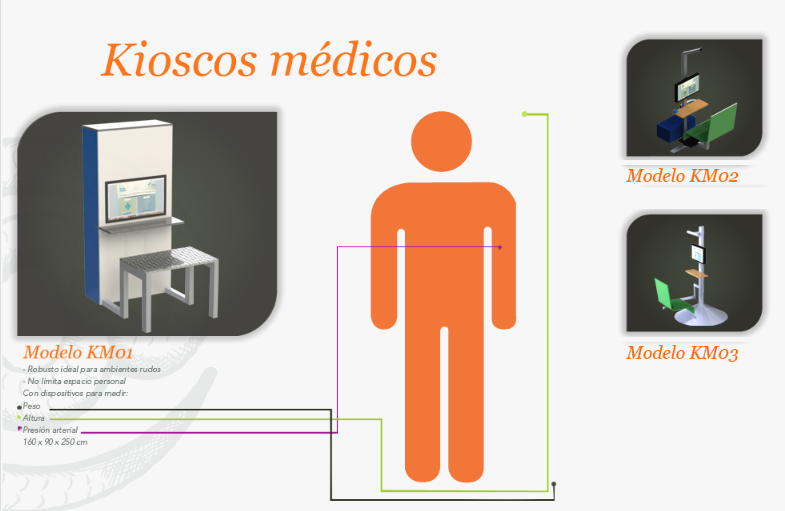 Kioscos médicos
Modelo KM01
- Robusto ideal para ambientes rudos
- No limita espacio personal
Con dispositivos para medir:
Peso
Altura
Presión arterial
160 x 90 x 250 cm
Modelo KM02
Modelo KM03